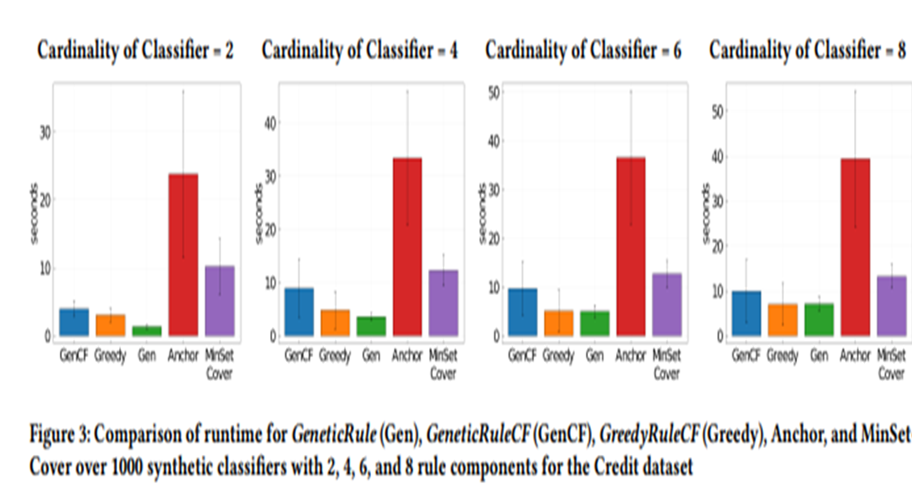 Cardinality of Classifier = 2 Cardinality of Classifier = 4 Cardinality of Classifier = 6 Cardinality of Classifier = 8
seconds
30
20
10
0
GenCF Greedy Gen Anchor MinSet
Cover
seconds
40
30
20
10
0
GenCF Greedy Gen Anchor MinSet
Cover
seconds
50
40
30
20
10
0
GenCF Greedy Gen Anchor MinSet
Cover
seconds
50
40
30
20
10
0
GenCF Greedy Gen Anchor MinSet
Cover
Figure 3: Comparison of runtime for GeneticRule (Gen), GeneticRuleCF (GenCF), GreedyRuleCF (Greedy), Anchor, and MinSet
Cover over 1000 synthetic classifiers with 2, 4, 6, and 8 rule components for the Credit dataset